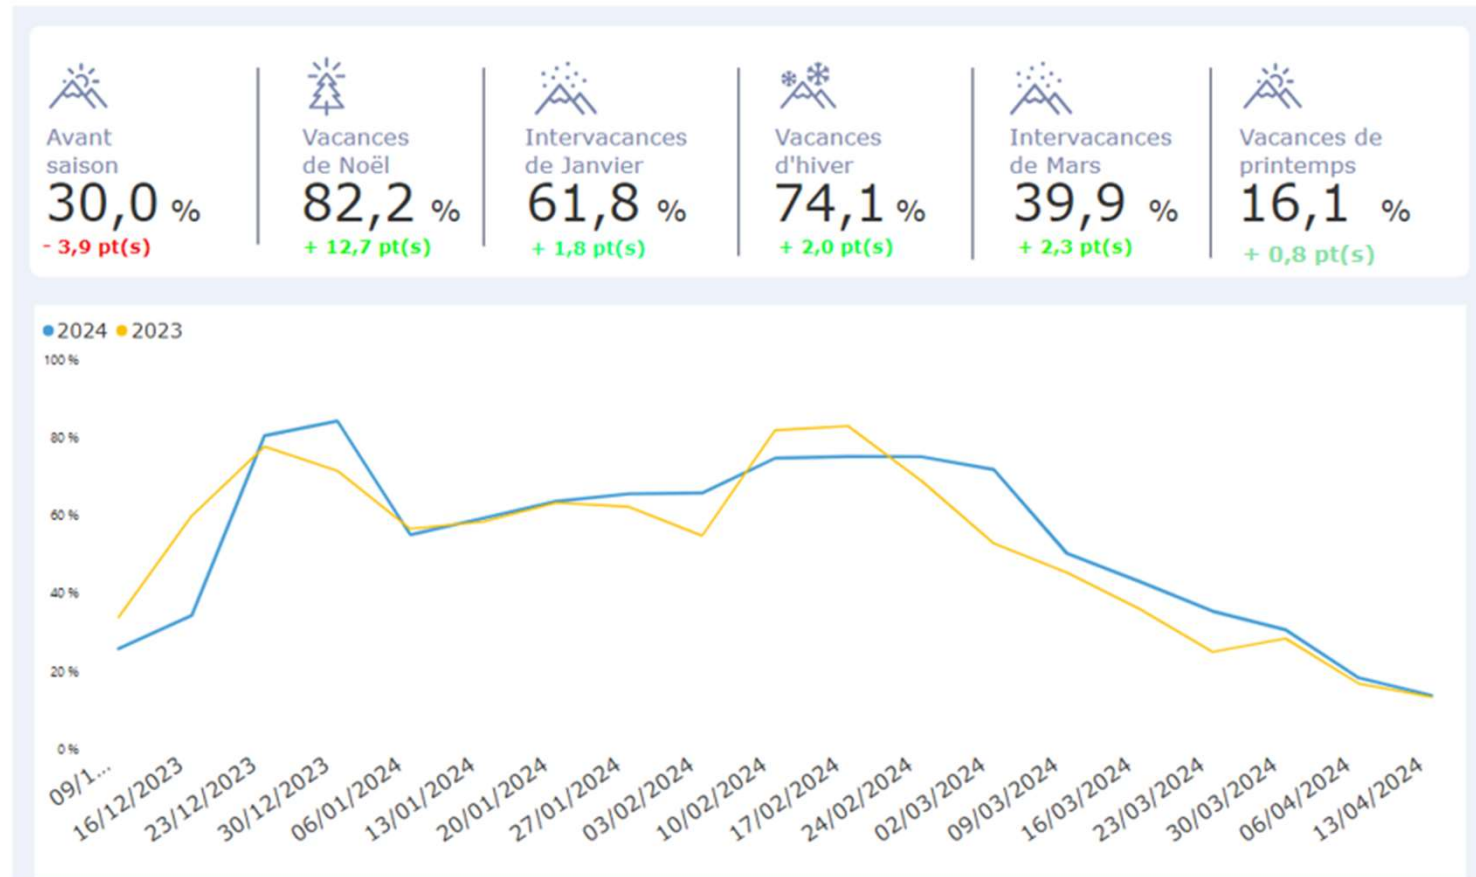 Avant
saison
30,0 %
- 3,9 pt(s)
Vacances
de Noël
82,2 %
+ 12,7 pt(s)
Intervacances
de Janvier
61,8 %
+ 1,8 pt(s)
Vacances
d'hiver
74,1 %
+ 2,0 pt(s)
Intervacances
de Mars
39,9 %
+ 2,3 pt(s)
Vacances de
printemps
16,1 %
+ 0,8 pt(s)
2024 2023
100 %
80 %
60 %
40 %
20 %
0 %
09/1...
16/12/2023
23/12/2023
30/12/2023
06/01/2024
13/01/2024
20/01/2024
27/01/2024
03/02/2024
10/02/2024
17/02/2024
24/02/2024
02/03/2024
09/03/2024
16/03/2024
23/03/2024
30/03/2024
06/04/2024
13/04/2024